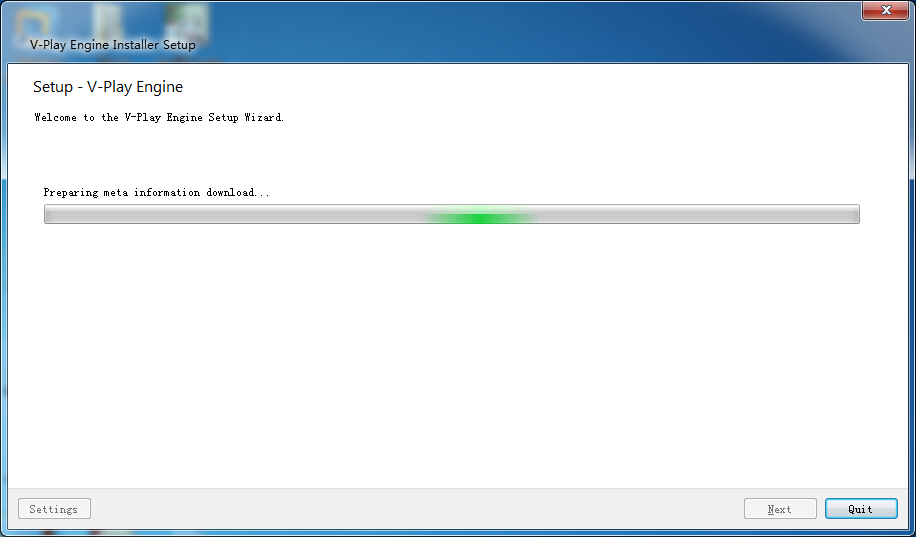 V-Play Engine Installer Setup
Setup - V-Play Engine
Welcome to the V-Play Engine Setup Wizard.
Preparing meta information download...
Settings
Next
Quit